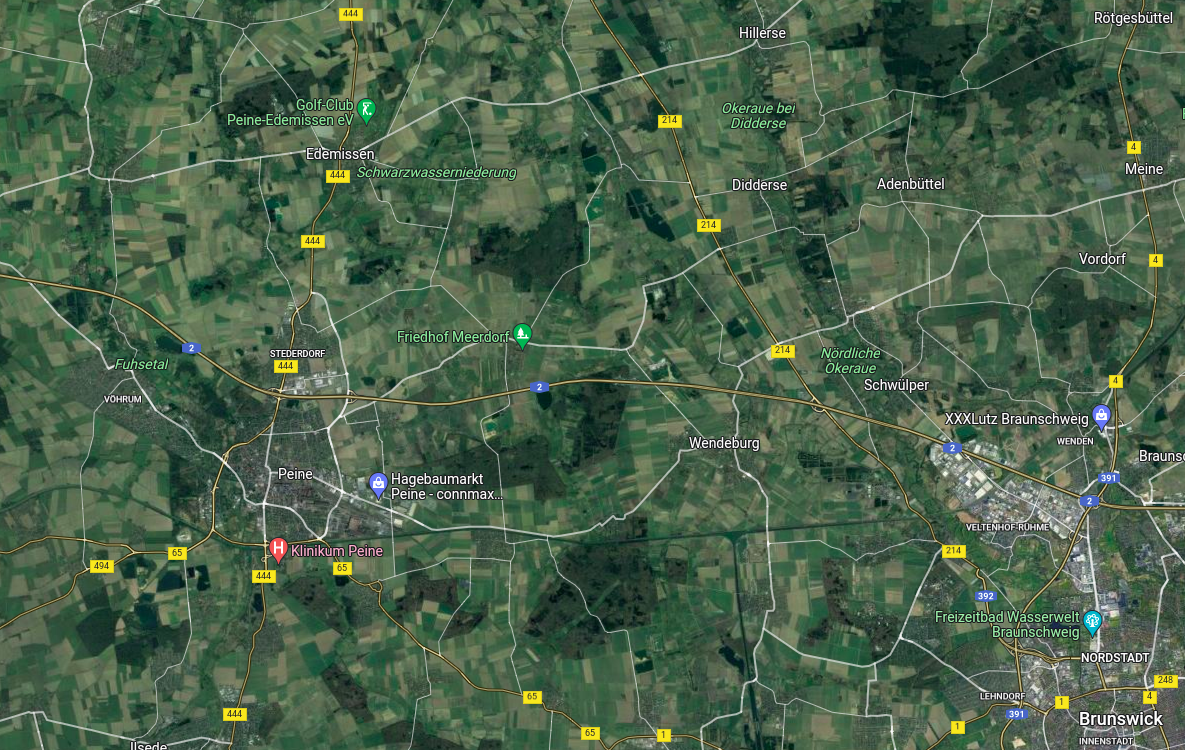 444
Rötgesbüttel
Hillerse
Golf-Club
Peine-Edemissen eV
Okeraue bei
Didderse
214
4
Edemissen
444
Schwarzwasserniederung
Meine
Didderse
Adenbüttel
214
444
Vordorf
4
2
Friedhof Meerdorf
STEDERDORF
444
Fuhsetal
214
Nördliche
Okeraue
4
2
Schwülper
VÖHRUM
XXXLutz Braunschweig
WENDEN
Wendeburg
2
Braunsc
Peine
Hagebaumarkt
Peine - connmax...
391
2
VELTENHOF-RÜHME
65
Klinikum Peine
214
494
444
65
392
Freizeitbad Wasserwelt
Braunschweig
NORDSTADT
248
65
LEHNDORF
4
1
444
391
Brunswick
1
65
1
INNENSTADT
Ilsede